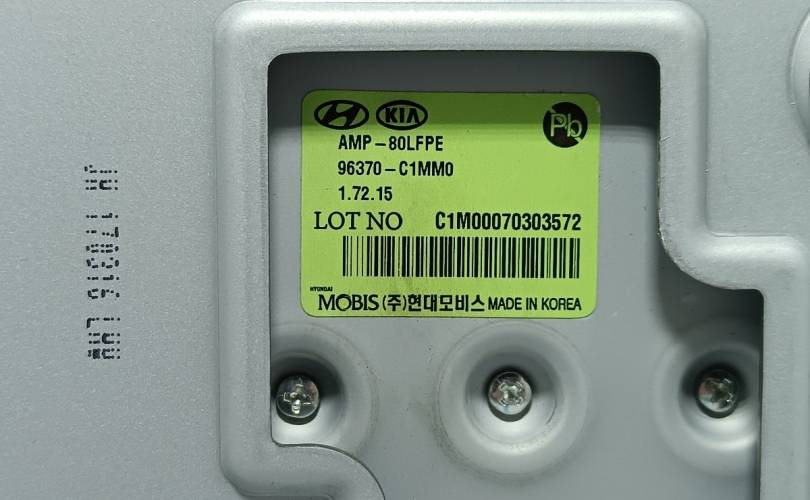 KIA
Pb
AMP-80LFPE
96370-C1MM0
1.72.15
LOT NO C1M00070303572
HYUNDAI
MOBIS (주)현대모비스 MADE IN KOREA